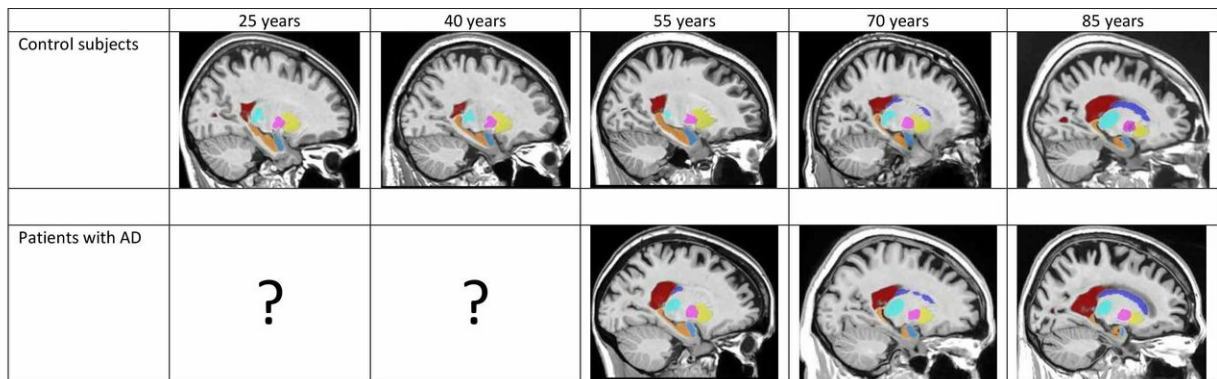 25 years 40 years 55 years 70 years 85 years
Control subjects
Patients with AD
? ?